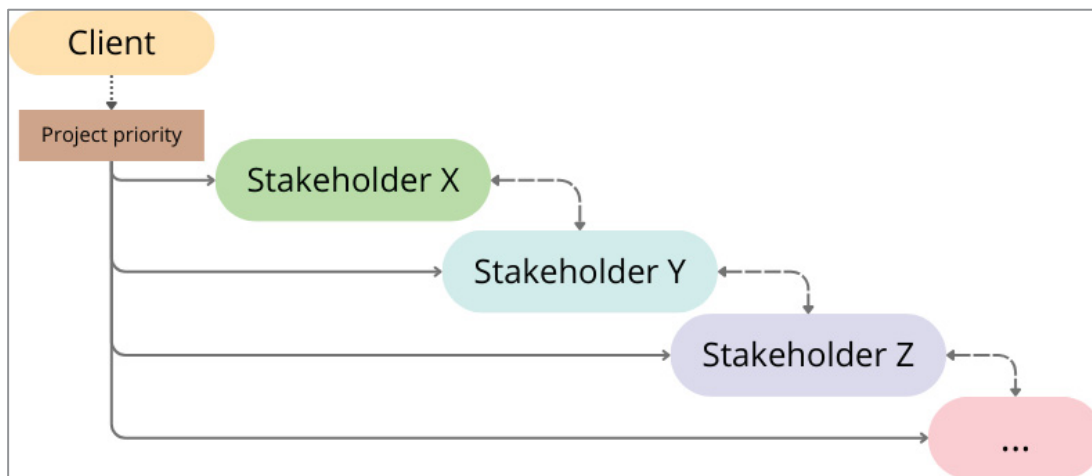 Client
Project priority
Stakeholder X
Stakeholder Y
Stakeholder Z
...